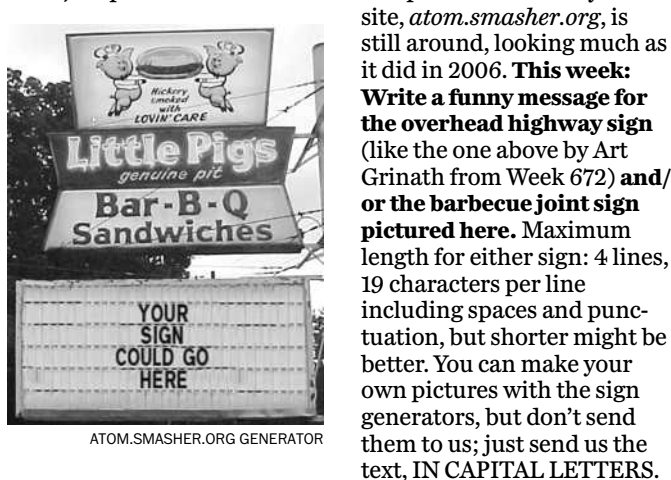 Hickory
smoked
with
LOVIN' CARE
Little Pigs
genuine pit
Bar-B-Q
Sandwiches
YOUR
SIGN
COULD GO
HERE
ATOM.SMASHER.ORG GENERATOR
site, atom.smasher.org, is
still around, looking much as
it did in 2006. This week:
Write a funny message for
the overhead highway sign
(like the one above by Art
Grinath from Week 672) and/
or the barbecue joint sign
pictured here. Maximum
length for either sign: 4 lines,
19 characters per line
including spaces and punc-
tuation, but shorter might be
better. You can make your
own pictures with the sign
generators, but don't send
them to us; just send us the
text, IN CAPITAL LETTERS.